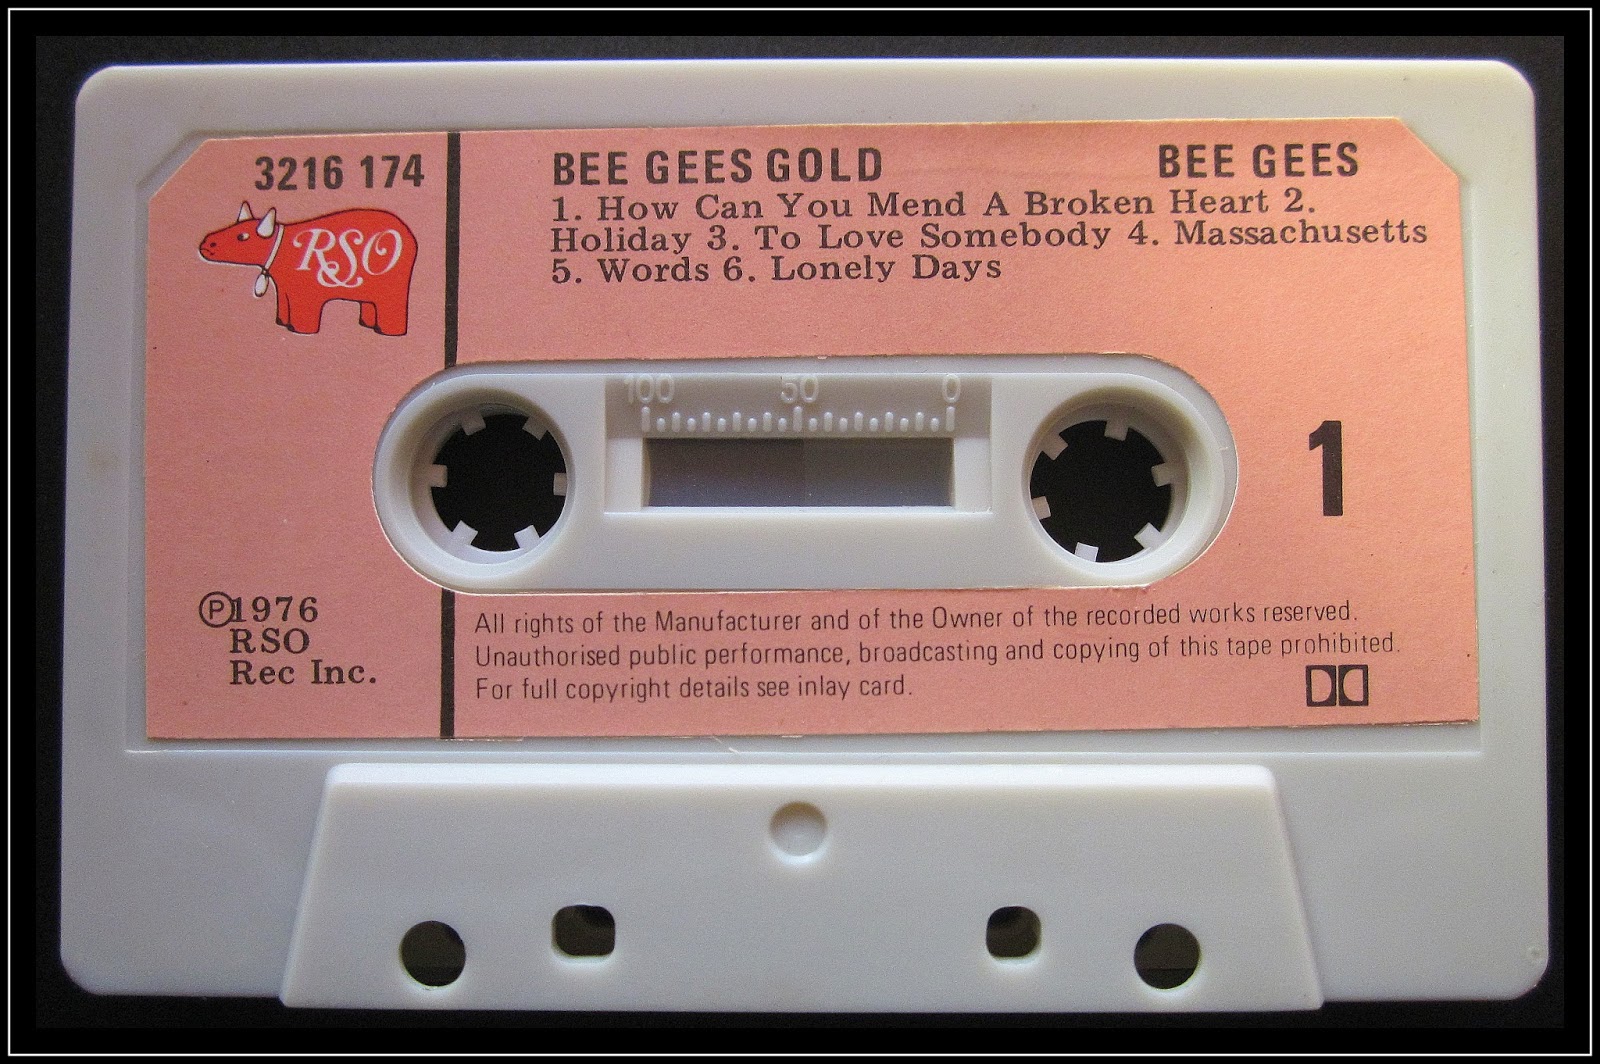 3216 174
RSO
BEE GEES GOLD BEE GEES
1. How Can You Mend A Broken Heart 2.
Holiday 3. To Love Somebody 4. Massachusetts
5. Words 6. Lonely Days
100 50 0
1
Ⓟ1976
RSO
Rec Inc.
All rights of the Manufacturer and of the Owner of the recorded works reserved.
Unauthorised public performance, broadcasting and copying of this tape prohibited.
For full copyright details see inlay card.